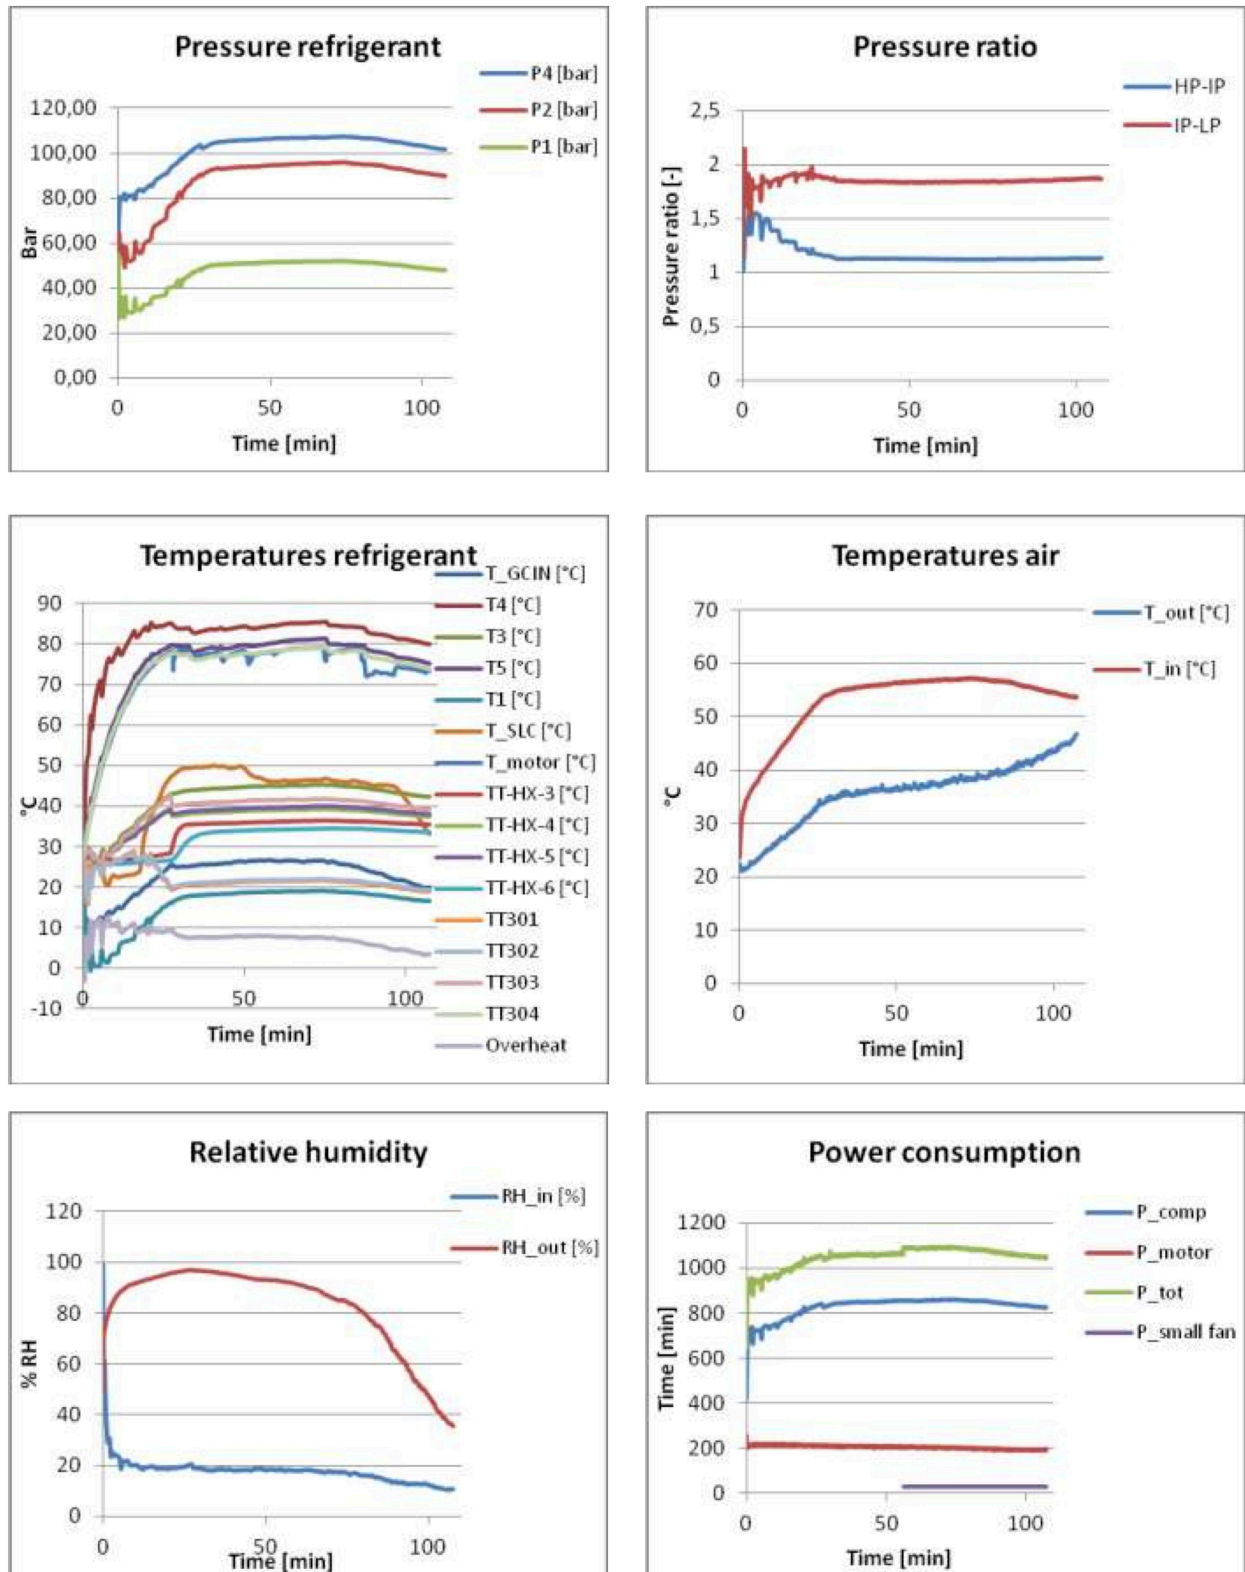 Pressure refrigerant
P4 [bar]
P2 [bar]
P1 [bar]
120,00
100,00
80,00
60,00
40,00
20,00
0,00
Bar
0 50 100
Time [min]
Pressure ratio
HP-IP
IP-LP
2,5
2
1,5
1
0,5
0
Pressure ratio [-]
0 50 100
Time [min]
Temperatures refrigerant
T_GCIN [°C]
T4 [°C]
T3 [°C]
T5 [°C]
T1 [°C]
T_SLC [°C]
T_motor [°C]
TT-HX-3 [°C]
TT-HX-4 [°C]
TT-HX-5 [°C]
TT-HX-6 [°C]
TT301
TT302
TT303
TT304
Overheat
90
80
70
60
50
40
30
20
10
0
-10
°C
0 50 100
Time [min]
Temperatures air
T_out [°C]
T_in [°C]
70
60
50
40
30
20
10
0
°C
0 50 100
Time [min]
Relative humidity
RH_in [%]
RH_out [%]
120
100
80
60
40
20
0
% RH
0 50 100
Time [min]
Power consumption
P_comp
P_motor
P_tot
P_small fan
1200
1000
800
600
400
200
0
Time [min]
0 50 100
Time [min]